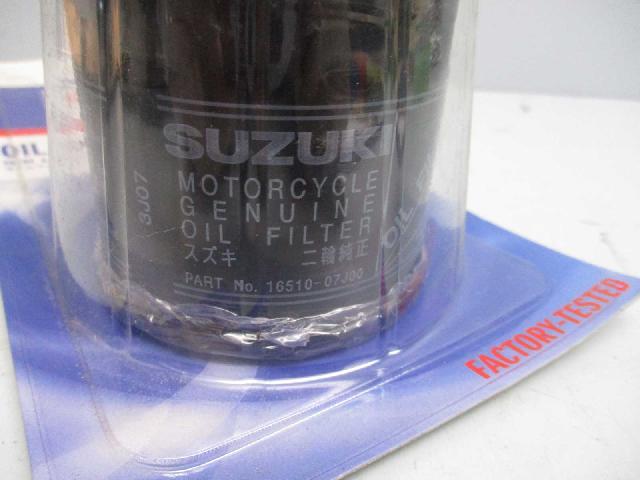 SUZUKI
MOTORCYCLE
GENUINE
OIL FILTER
スズキ 二輪純正
PART No. 16510-07J00
3J07
OIL
OIL
FACTORY-TESTED